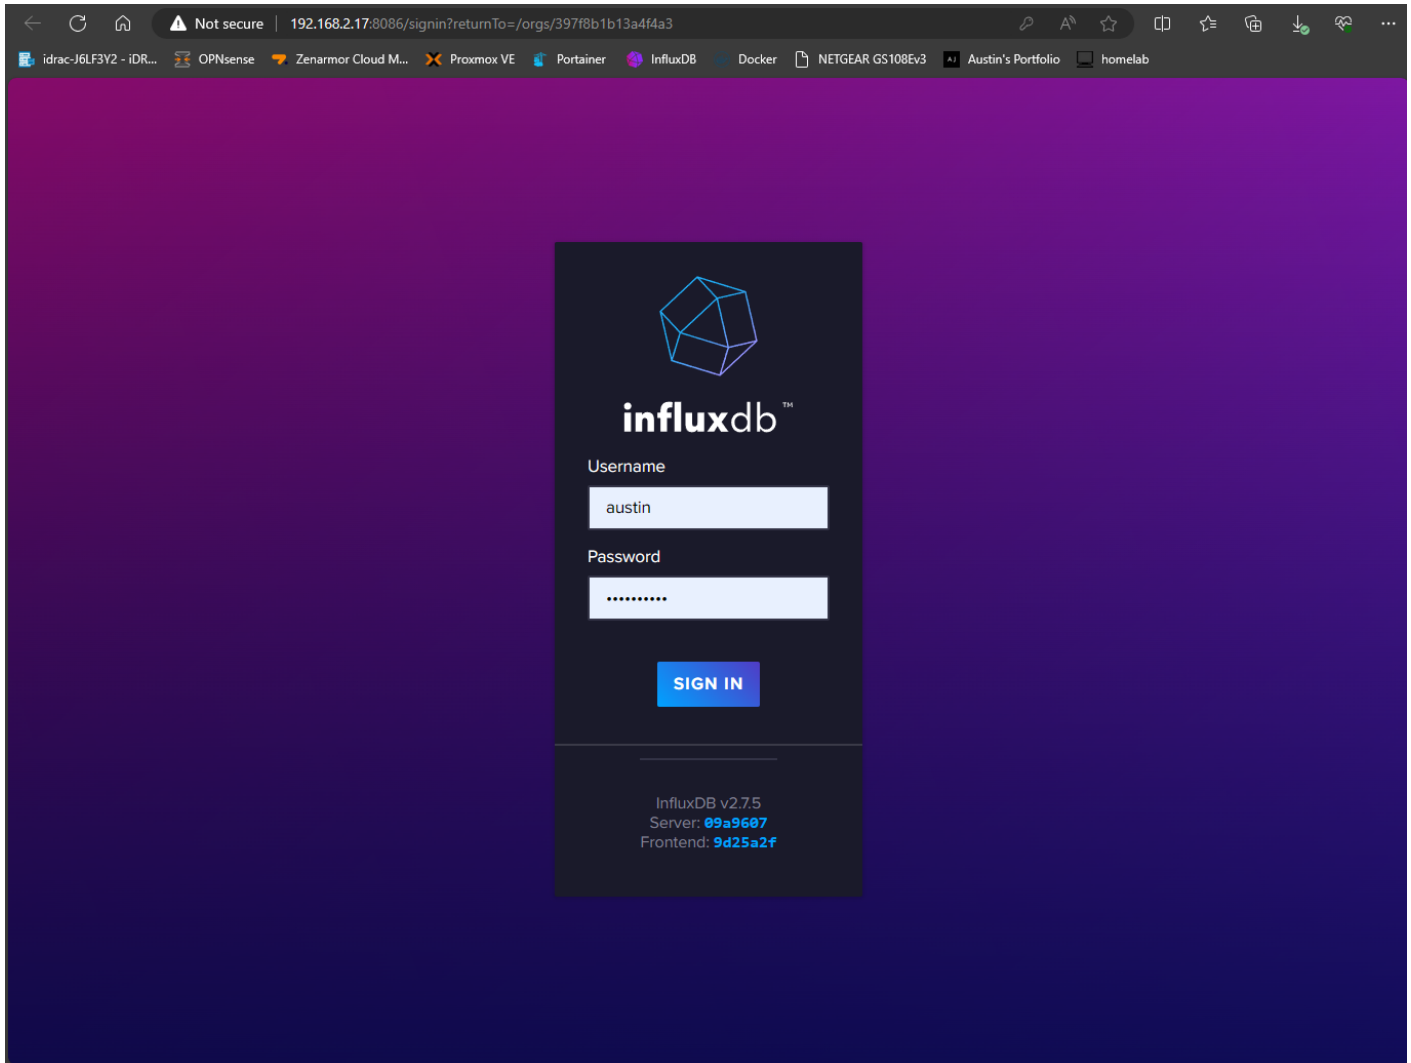 Not secure 192.168.2.17:8086/signin?returnTo=/orgs/397f8b1b13a4f4a3
idrac-J6LF3Y2 - iDR... OPNsense Zenarmor Cloud M... Proxmox VE Portainer InfluxDB Docker NETGEAR GS108Ev3 AJ Austin's Portfolio homelab
influxdb™
Username
austin
Password
••••••••••
SIGN IN
InfluxDB v2.7.5
Server: 09a9607
Frontend: 9d25a2f